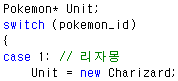 Pokemon* Unit;
switch (pokemon_id)
{
case 1: // 리자몽
    Unit = new Charizard;